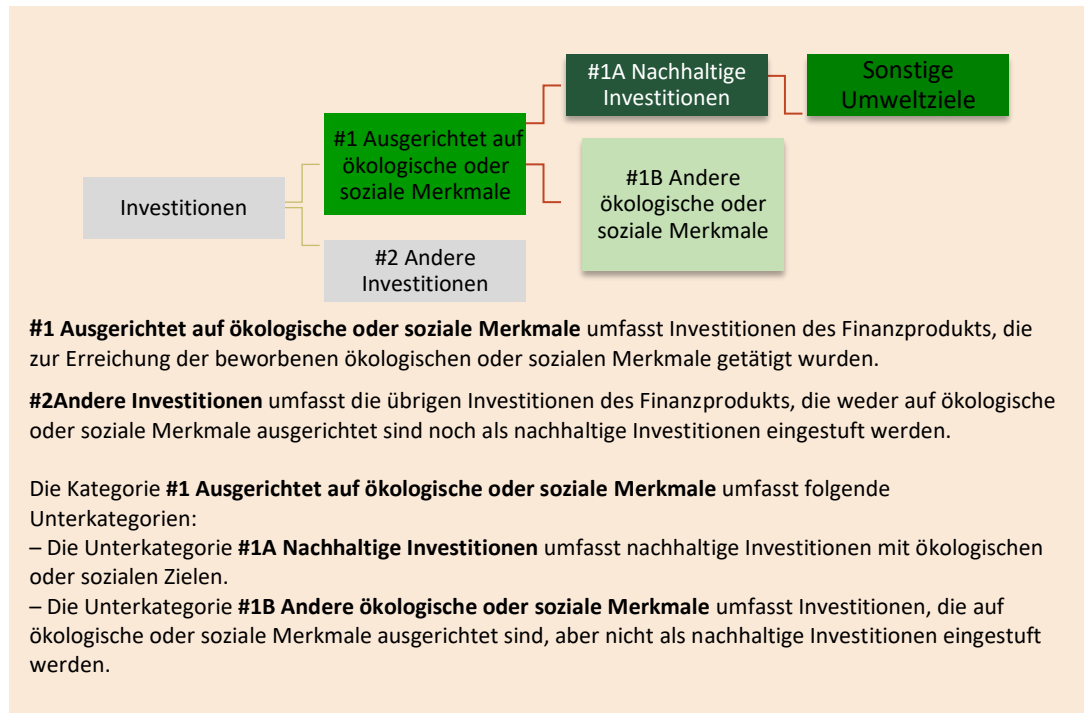 #1A Nachhaltige
Investitionen
Sonstige
Umweltziele
#1 Ausgerichtet auf
ökologische oder
soziale Merkmale
#1B Andere
ökologische oder
soziale Merkmale
Investitionen
#2 Andere
Investitionen
#1 Ausgerichtet auf ökologische oder soziale Merkmale umfasst Investitionen des Finanzprodukts, die
zur Erreichung der beworbenen ökologischen oder sozialen Merkmale getätigt wurden.
#2Andere Investitionen umfasst die übrigen Investitionen des Finanzprodukts, die weder auf ökologische
oder soziale Merkmale ausgerichtet sind noch als nachhaltige Investitionen eingestuft werden.
Die Kategorie #1 Ausgerichtet auf ökologische oder soziale Merkmale umfasst folgende
Unterkategorien:
– Die Unterkategorie #1A Nachhaltige Investitionen umfasst nachhaltige Investitionen mit ökologischen
oder sozialen Zielen.
– Die Unterkategorie #1B Andere ökologische oder soziale Merkmale umfasst Investitionen, die auf
ökologische oder soziale Merkmale ausgerichtet sind, aber nicht als nachhaltige Investitionen eingestuft
werden.